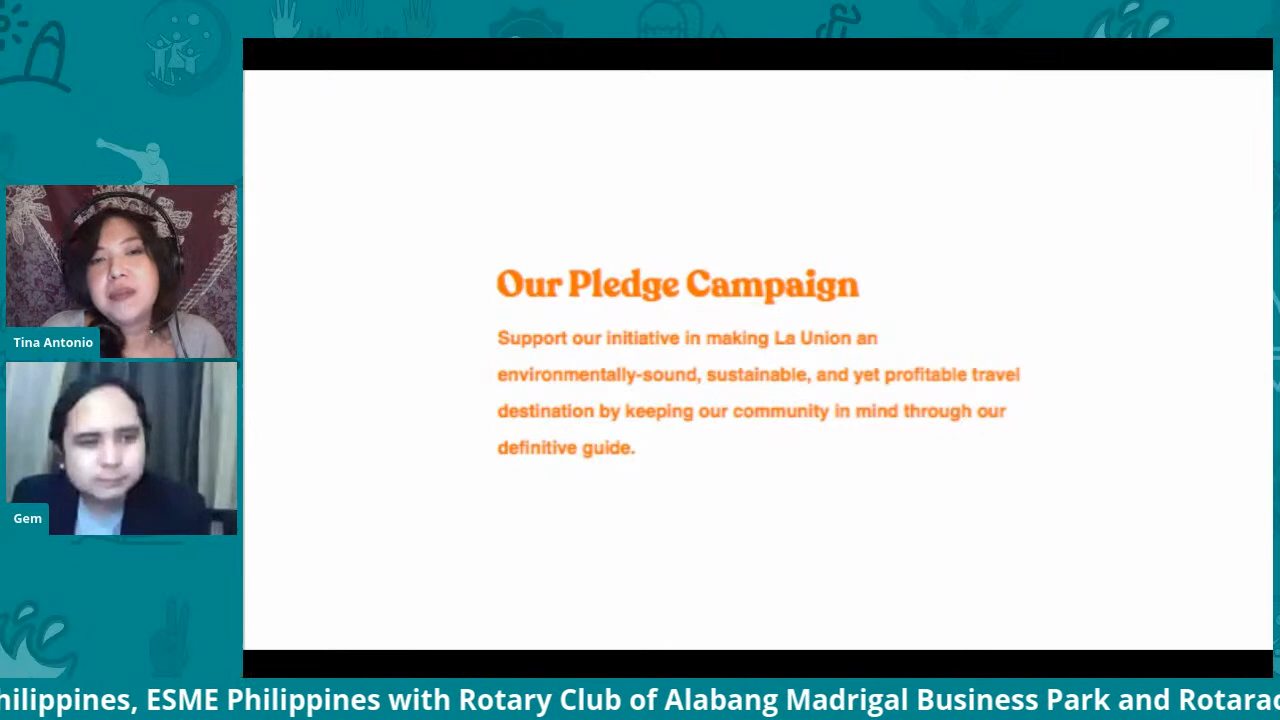 Our Pledge Campaign
Support our initiative in making La Union an
environmentally-sound, sustainable, and yet profitable travel
destination by keeping our community in mind through our
definitive guide.
Tina Antonio
Gem
hilippines, ESME Philippines with Rotary Club of Alabang Madrigal Business Park and Rotarac